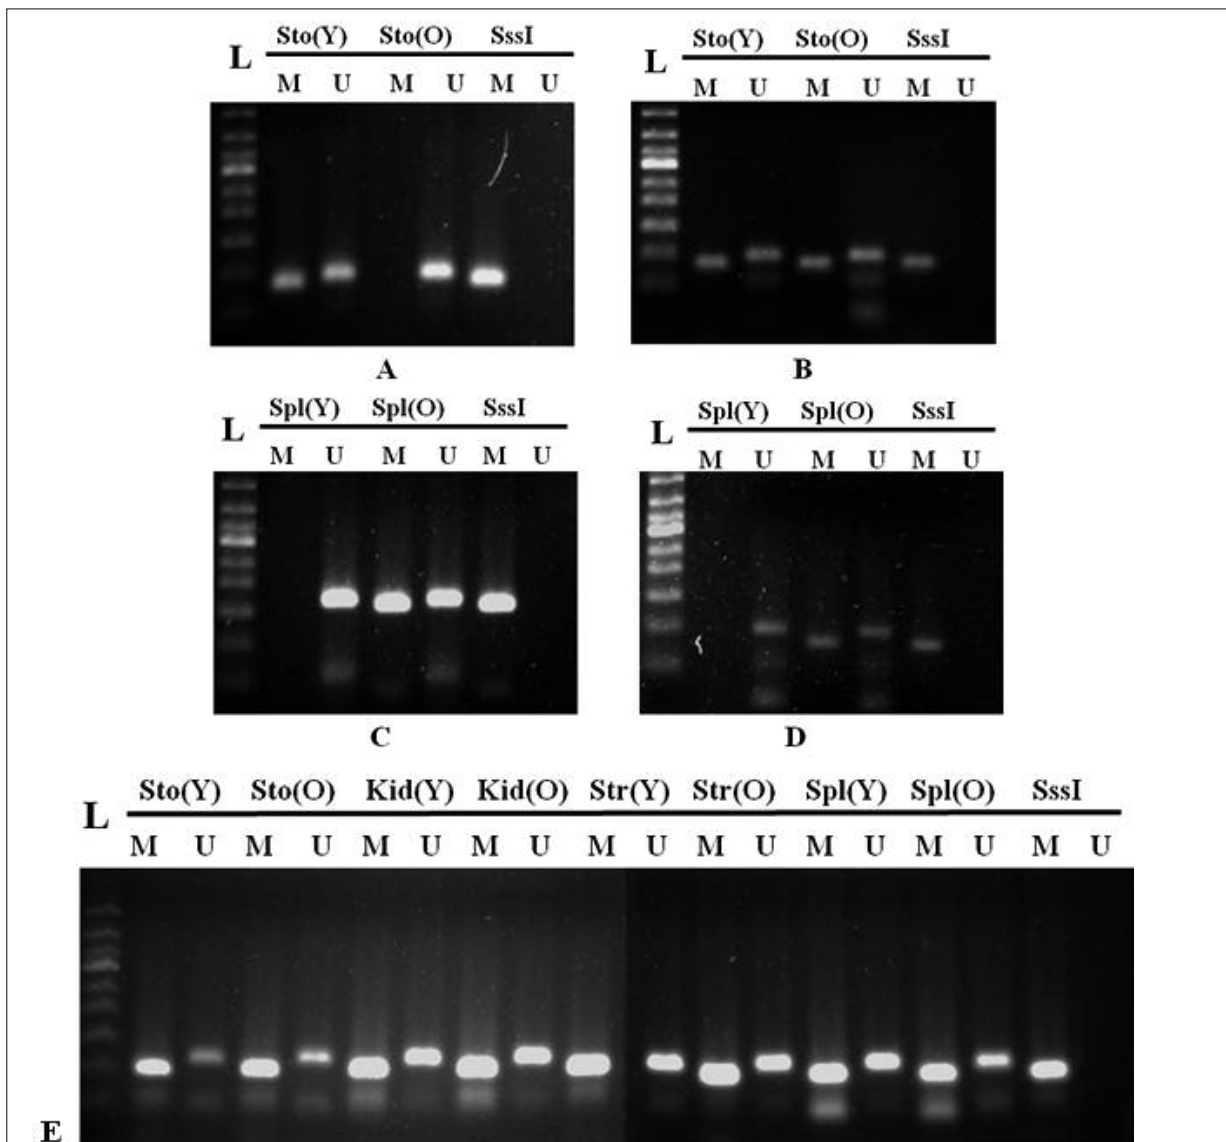 Sto(Y) Sto(O) SssI
L
M U M U M U
A
Sto(Y) Sto(O) SssI
L
M U M U M U
B
Spl(Y) Spl(O) SssI
L
M U M U M U
C
Spl(Y) Spl(O) SssI
L
M U M U M U
D
Sto(Y) Sto(O) Kid(Y) Kid(O) Str(Y) Str(O) Spl(Y) Spl(O) SssI
L
M U M U M U M U M U M U M U M U M U
E